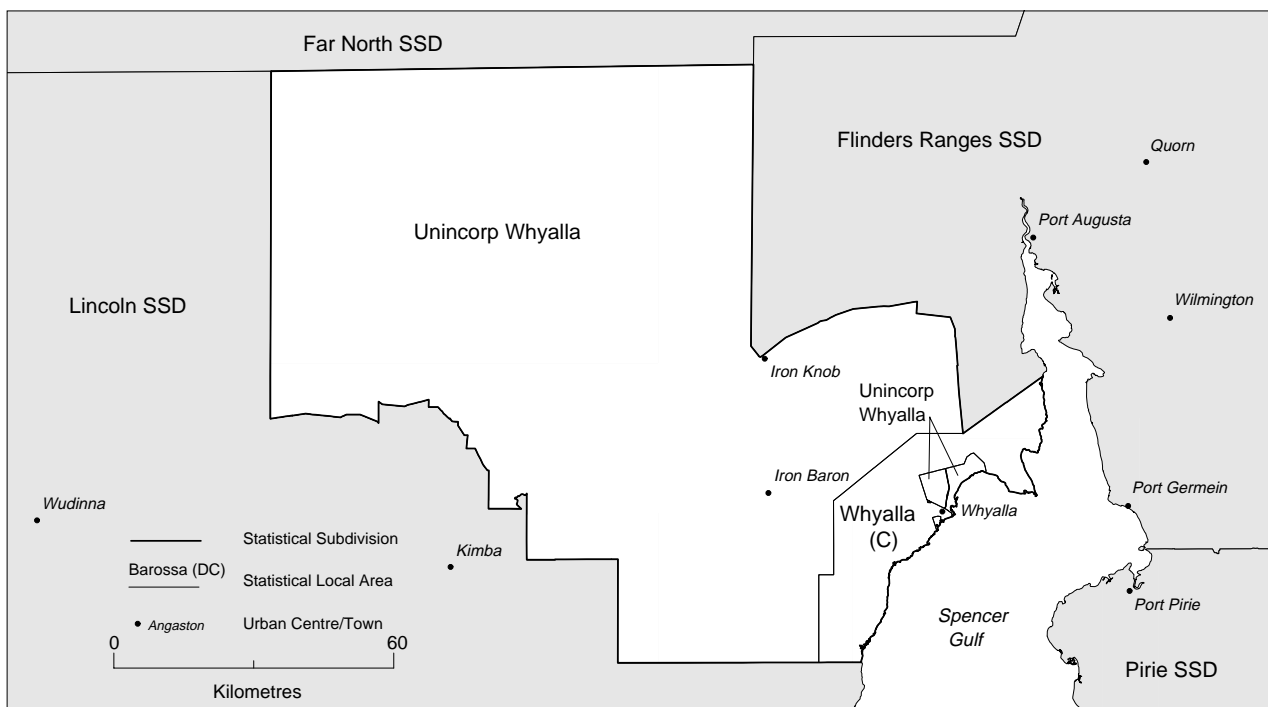 Far North SSD
Flinders Ranges SSD
Quorn
Unincorp Whyalla
Port Augusta
Lincoln SSD
Wilmington
Iron Knob
Unincorp
Whyalla
Iron Baron
Wudinna
Whyalla
(C)
Whyalla
Port Germein
Kimba
Statistical Subdivision
Barossa (DC)
Statistical Local Area
Angaston
Urban Centre/Town
0
60
Kilometres
Spencer
Gulf
Port Pirie
Pirie SSD